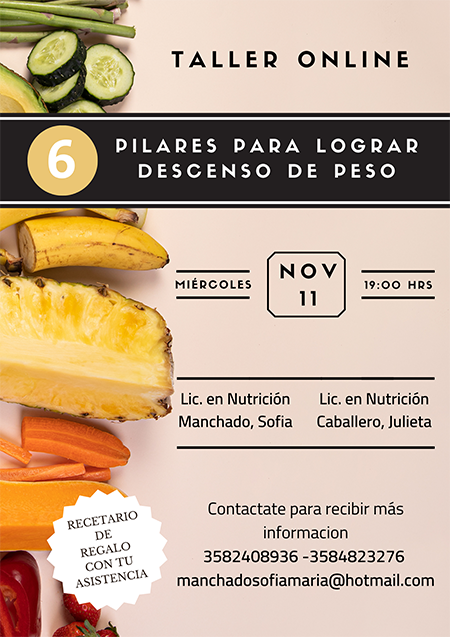 TALLER ONLINE
6
PILARES PARA LOGRAR
DESCENSO DE PESO
MIÉRCOLES
NOV
11
19:00 HRS
Lic. en Nutrición
Manchado, Sofia
Lic. en Nutrición
Caballero, Julieta
Contactate para recibir más
informacion
3582408936 -3584823276
manchadosofiamaria@hotmail.com
RECETARIO
DE
REGALO
CON TU
ASISTENCIA